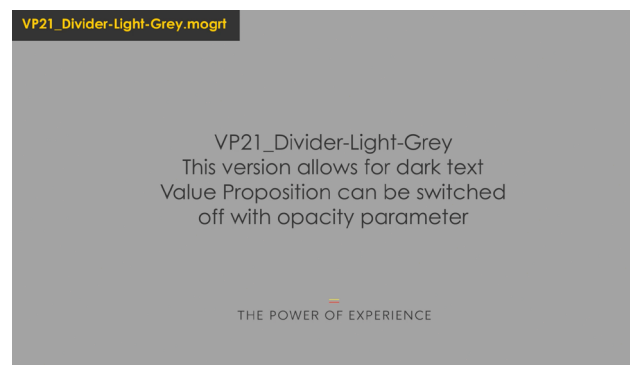 VP21_Divider-Light-Grey.mogrt
VP21_Divider-Light-Grey
This version allows for dark text
Value Proposition can be switched
off with opacity parameter
THE POWER OF EXPERIENCE